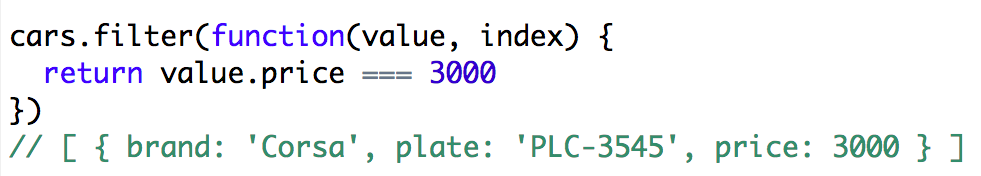 cars.filter(function(value, index) {
  return value.price === 3000
})
// [ { brand: 'Corsa', plate: 'PLC-3545', price: 3000 } ]